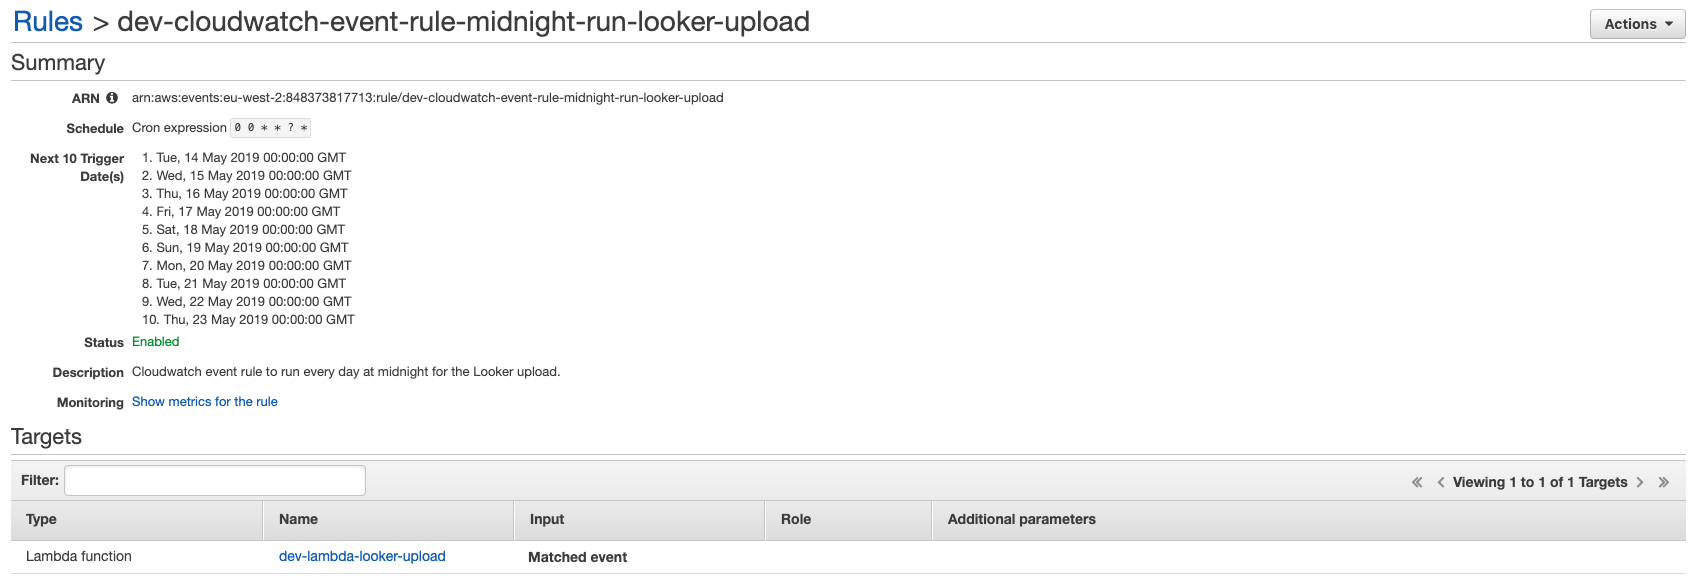 Rules > dev-cloudwatch-event-rule-midnight-run-looker-upload
Actions
Summary
ARN arn:aws:events:eu-west-2:848373817713:rule/dev-cloudwatch-event-rule-midnight-run-looker-upload
Schedule Cron expression 0 0 * * ? *
Next 10 Trigger Date(s)
1. Tue, 14 May 2019 00:00:00 GMT
2. Wed, 15 May 2019 00:00:00 GMT
3. Thu, 16 May 2019 00:00:00 GMT
4. Fri, 17 May 2019 00:00:00 GMT
5. Sat, 18 May 2019 00:00:00 GMT
6. Sun, 19 May 2019 00:00:00 GMT
7. Mon, 20 May 2019 00:00:00 GMT
8. Tue, 21 May 2019 00:00:00 GMT
9. Wed, 22 May 2019 00:00:00 GMT
10. Thu, 23 May 2019 00:00:00 GMT
Status Enabled
Description Cloudwatch event rule to run every day at midnight for the Looker upload.
Monitoring Show metrics for the rule
Targets
Filter:
« < Viewing 1 to 1 of 1 Targets > »
Type Name Input Role Additional parameters
Lambda function dev-lambda-looker-upload Matched event